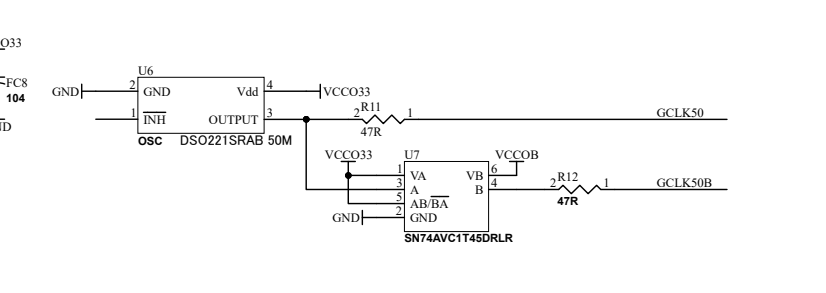 O33
FC8
104
ND
U6
GND
2
GND
Vdd
4
VCCO33
1
INH
OUTPUT
3
OSC
DSO221SRAB 50M
2
R11
1
47R
GCLK50
VCCO33
U7
VCCOB
1
VA
VB
6
3
A
B
4
5
AB/BA
GND
2
GND
SN74AVC1T45DRLR
2
R12
1
47R
GCLK50B